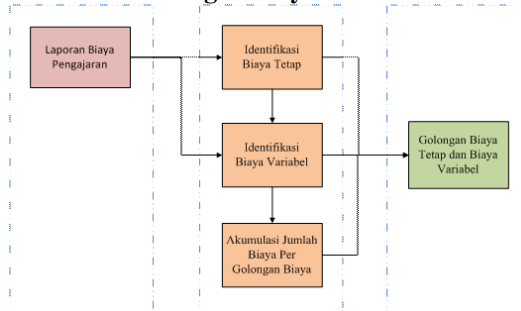 Laporan Biaya
Pengajaran
Identifikasi
Biaya Tetap
Identifikasi
Biaya Variabel
Akumulasi Jumlah
Biaya Per
Golongan Biaya
Golongan Biaya
Tetap dan Biaya
Variabel